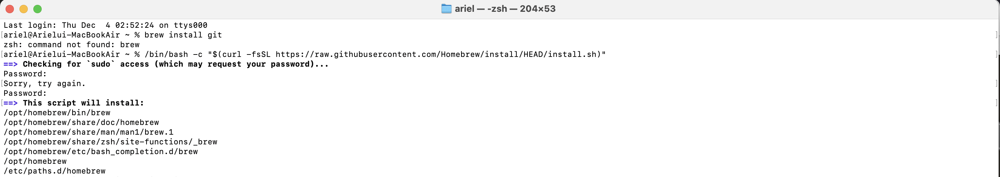 ariel — -zsh — 204×53
Last login: Thu Dec  4 02:52:24 on ttys000
[ariel@Arielui-MacBookAir ~ % brew install git ]
zsh: command not found: brew
[ariel@Arielui-MacBookAir ~ % /bin/bash -c "$(curl -fsSL https://raw.githubusercontent.com/Homebrew/install/HEAD/install.sh)" ]
==> Checking for `sudo` access (which may request your password)...
Password:
[Sorry, try again. ]
Password:
[==> This script will install: ]
/opt/homebrew/bin/brew
/opt/homebrew/share/doc/homebrew
/opt/homebrew/share/man/man1/brew.1
/opt/homebrew/share/zsh/site-functions/_brew
/opt/homebrew/etc/bash_completion.d/brew
/opt/homebrew
/etc/paths.d/homebrew